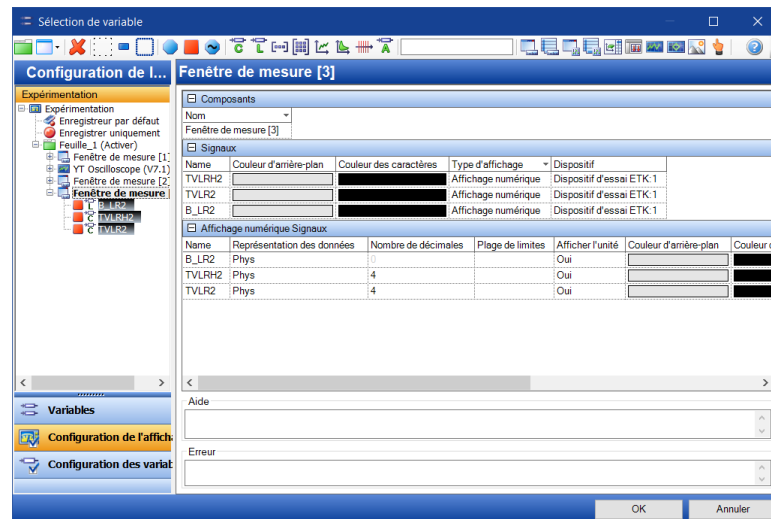 Sélection de variable
Configuration de l...
Fenêtre de mesure [3]
Expérimentation
Expérimentation
Enregistreur par défaut
Enregistrer uniquement
Feuille_1 (Activer)
Fenêtre de mesure [1]
YT Oscilloscope (V7.1)
Fenêtre de mesure [2
Fenêtre de mesure [
B_LR2
TVLRH2
TVLR2
Composants
Nom
Fenêtre de mesure [3]
Signaux
Name Couleur d'arrière-plan Couleur des caractères Type d'affichage Dispositif
TVLRH2 Affichage numérique Dispositif d'essai ETK:1
TVLR2 Affichage numérique Dispositif d'essai ETK:1
B_LR2 Affichage numérique Dispositif d'essai ETK:1
Affichage numérique Signaux
Name Représentation des données Nombre de décimales Plage de limites Afficher l'unité Couleur d'arrière-plan Couleur
B_LR2 Phys 0 Oui
TVLRH2 Phys 4 Oui
TVLR2 Phys 4 Oui
Variables
Configuration de l'affich
Configuration des variab
Aide
Erreur
OK Annuler